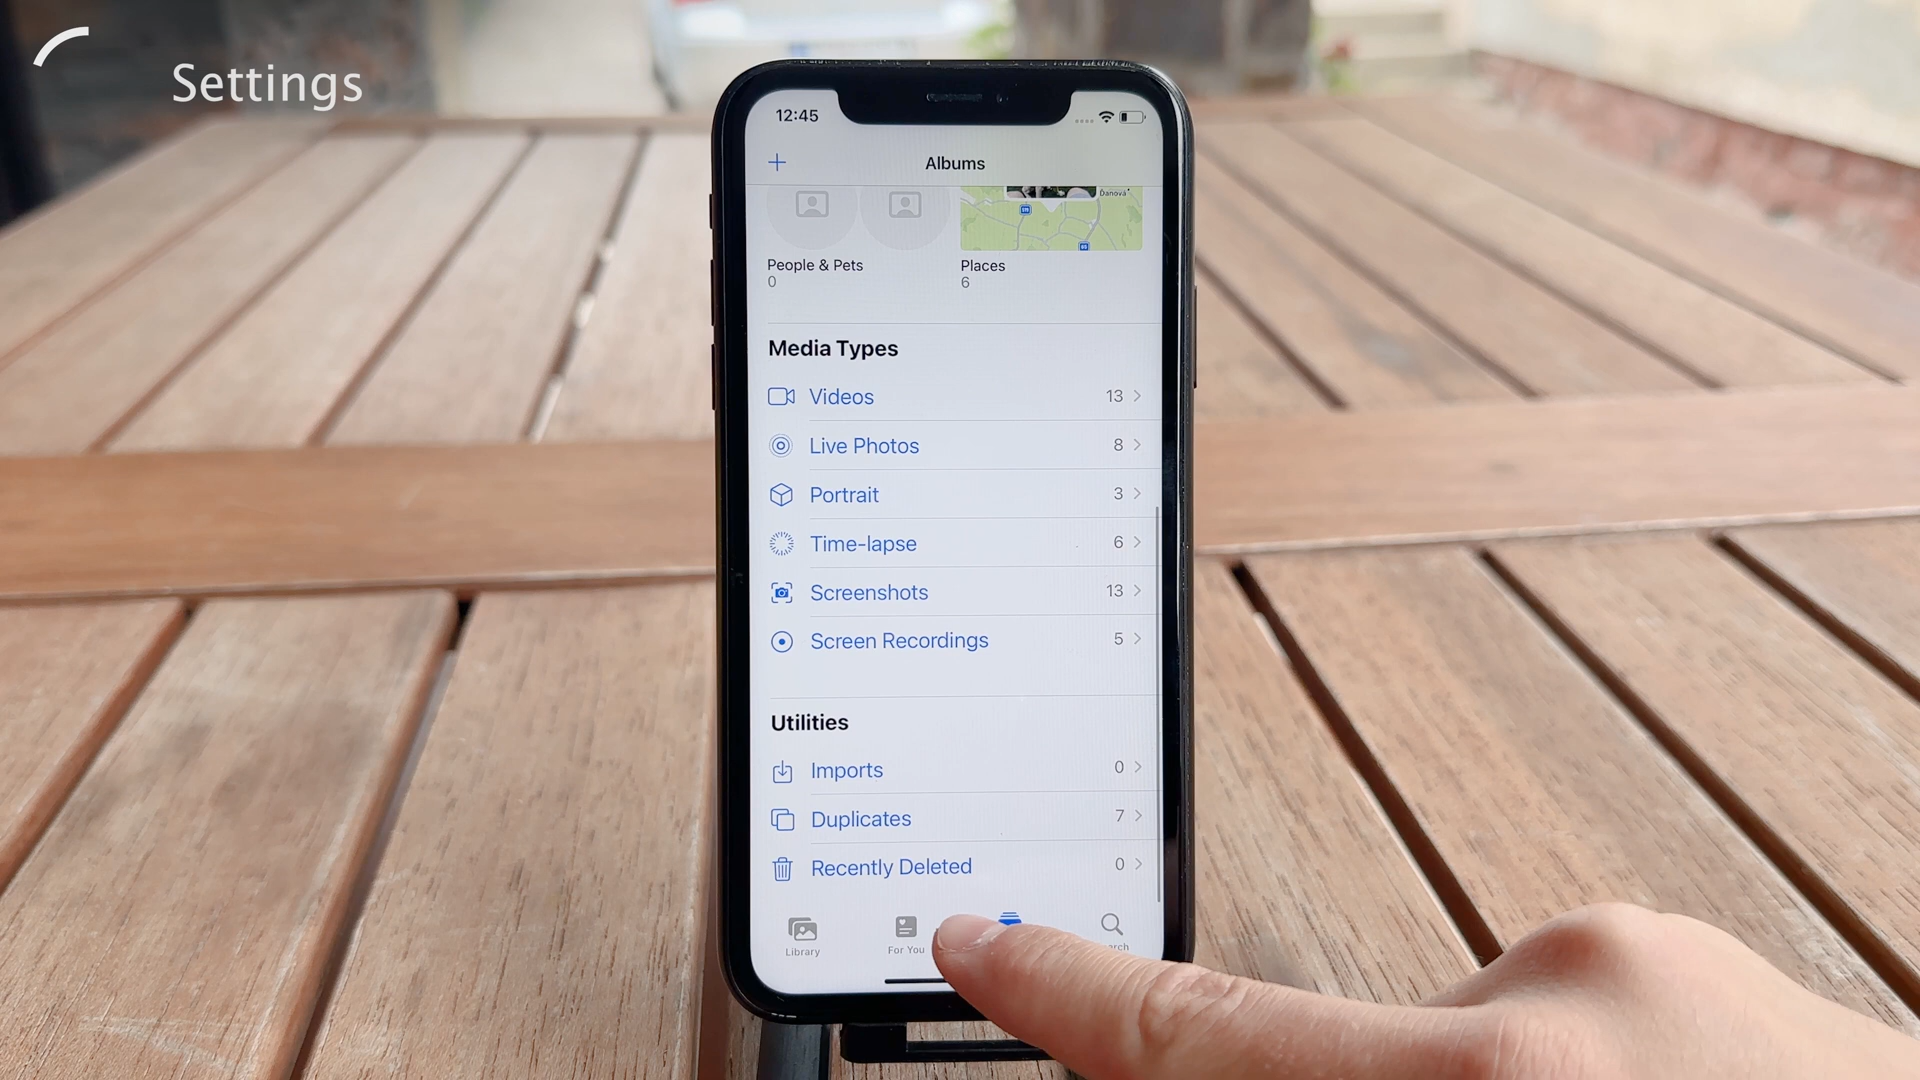 Settings
12:45
Albums
Ďanová
People & Pets
0
Places
6
Media Types
Videos 13
Live Photos 8
Portrait 3
Time-lapse 6
Screenshots 13
Screen Recordings 5
Utilities
Imports 0
Duplicates 7
Recently Deleted 0
Library
For You